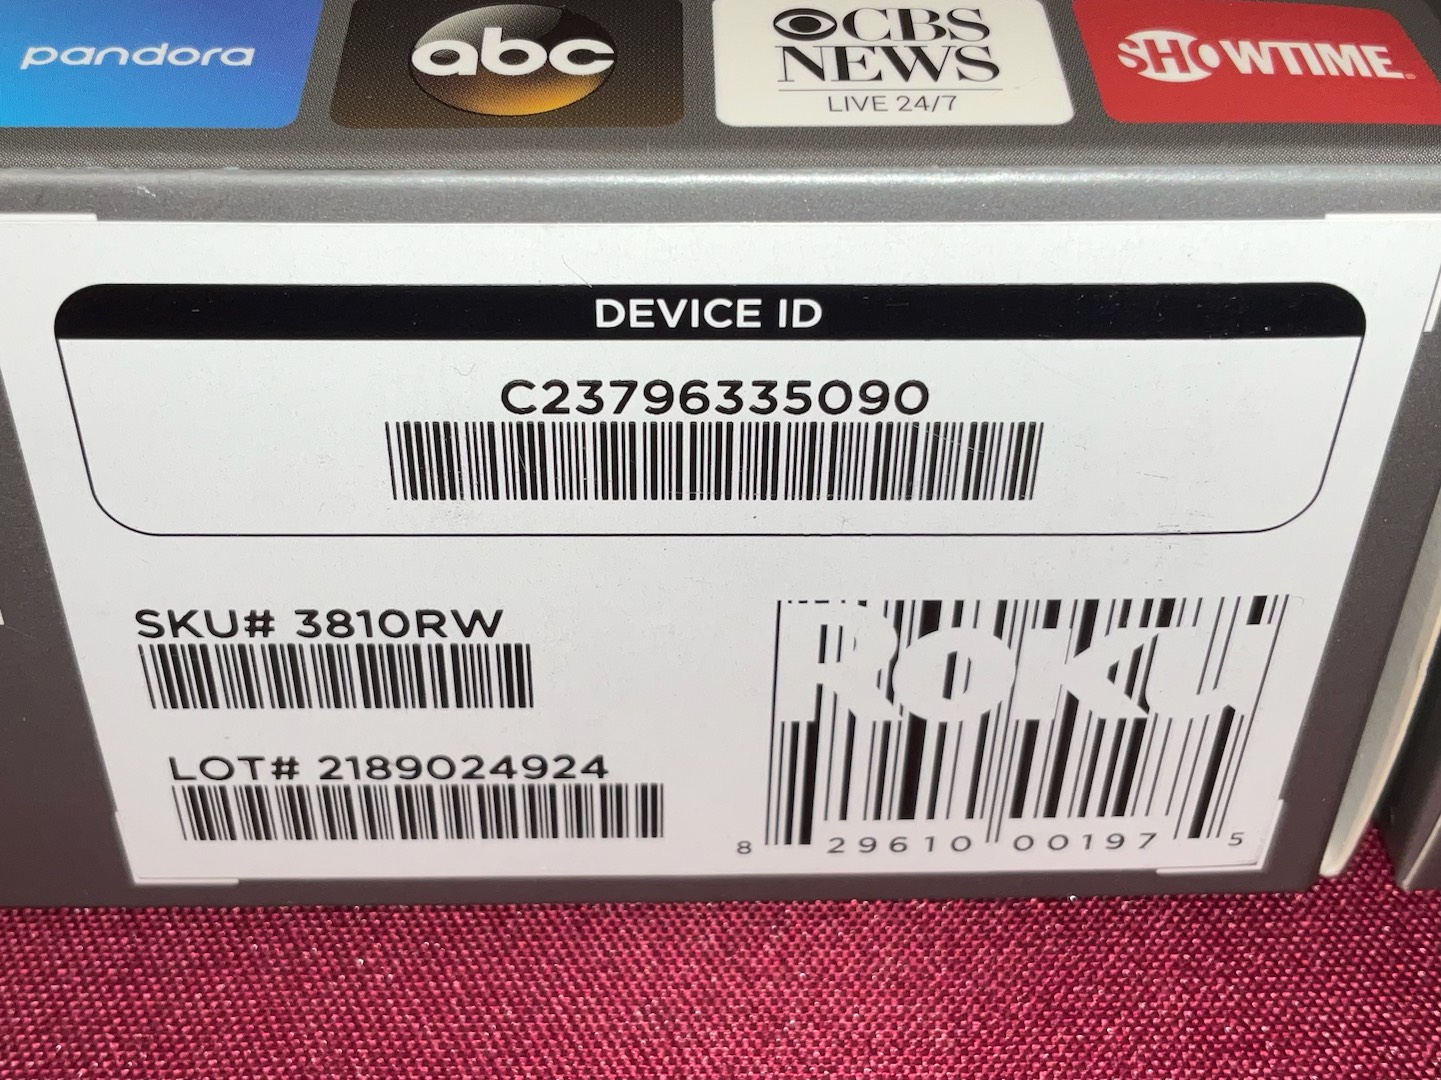 pandora
abc
CBS
NEWS
LIVE 24/7
SHOWTIME
DEVICE ID
C23796335090
SKU# 3810RW
LOT# 2189024924
ROKU
8 29610 00197 5